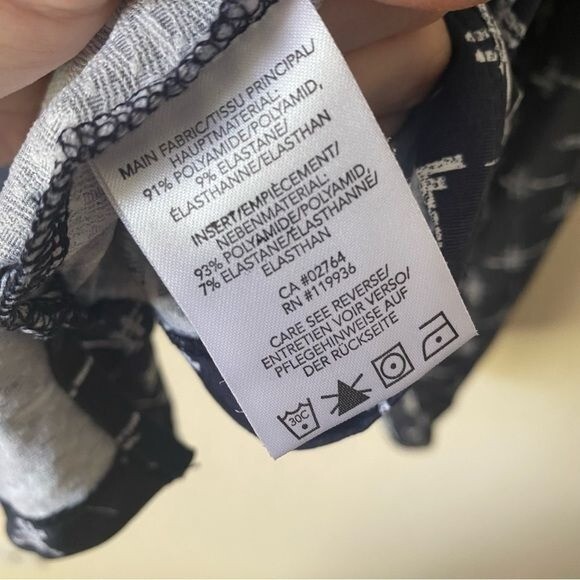 MAIN FABRIC/TISSU PRINCIPAL/
HAUPTMATERIAL:
91% POLYAMIDE/POLYAMID,
9% ELASTANE/
ÉLASTHANNE/ELASTHAN
INSERT/EMPIÈCEMENT/
NEBENMATERIAL:
93% POLYAMIDE/POLYAMID,
7% ELASTANE/ÉLASTHANNE/
ELASTHAN
CA #02764
RN #119936
CARE SEE REVERSE/
ENTRETIEN VOIR VERSO/
PFLEGEHINWEISE AUF
DER RÜCKSEITE
30C